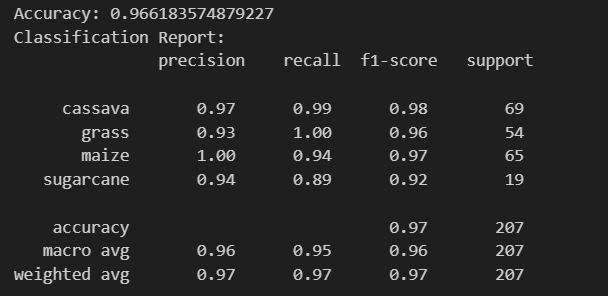 Accuracy: 0.966183574879227
Classification Report:
precision recall f1-score support
cassava 0.97 0.99 0.98 69
grass 0.93 1.00 0.96 54
maize 1.00 0.94 0.97 65
sugarcane 0.94 0.89 0.92 19
accuracy 0.97 207
macro avg 0.96 0.95 0.96 207
weighted avg 0.97 0.97 0.97 207